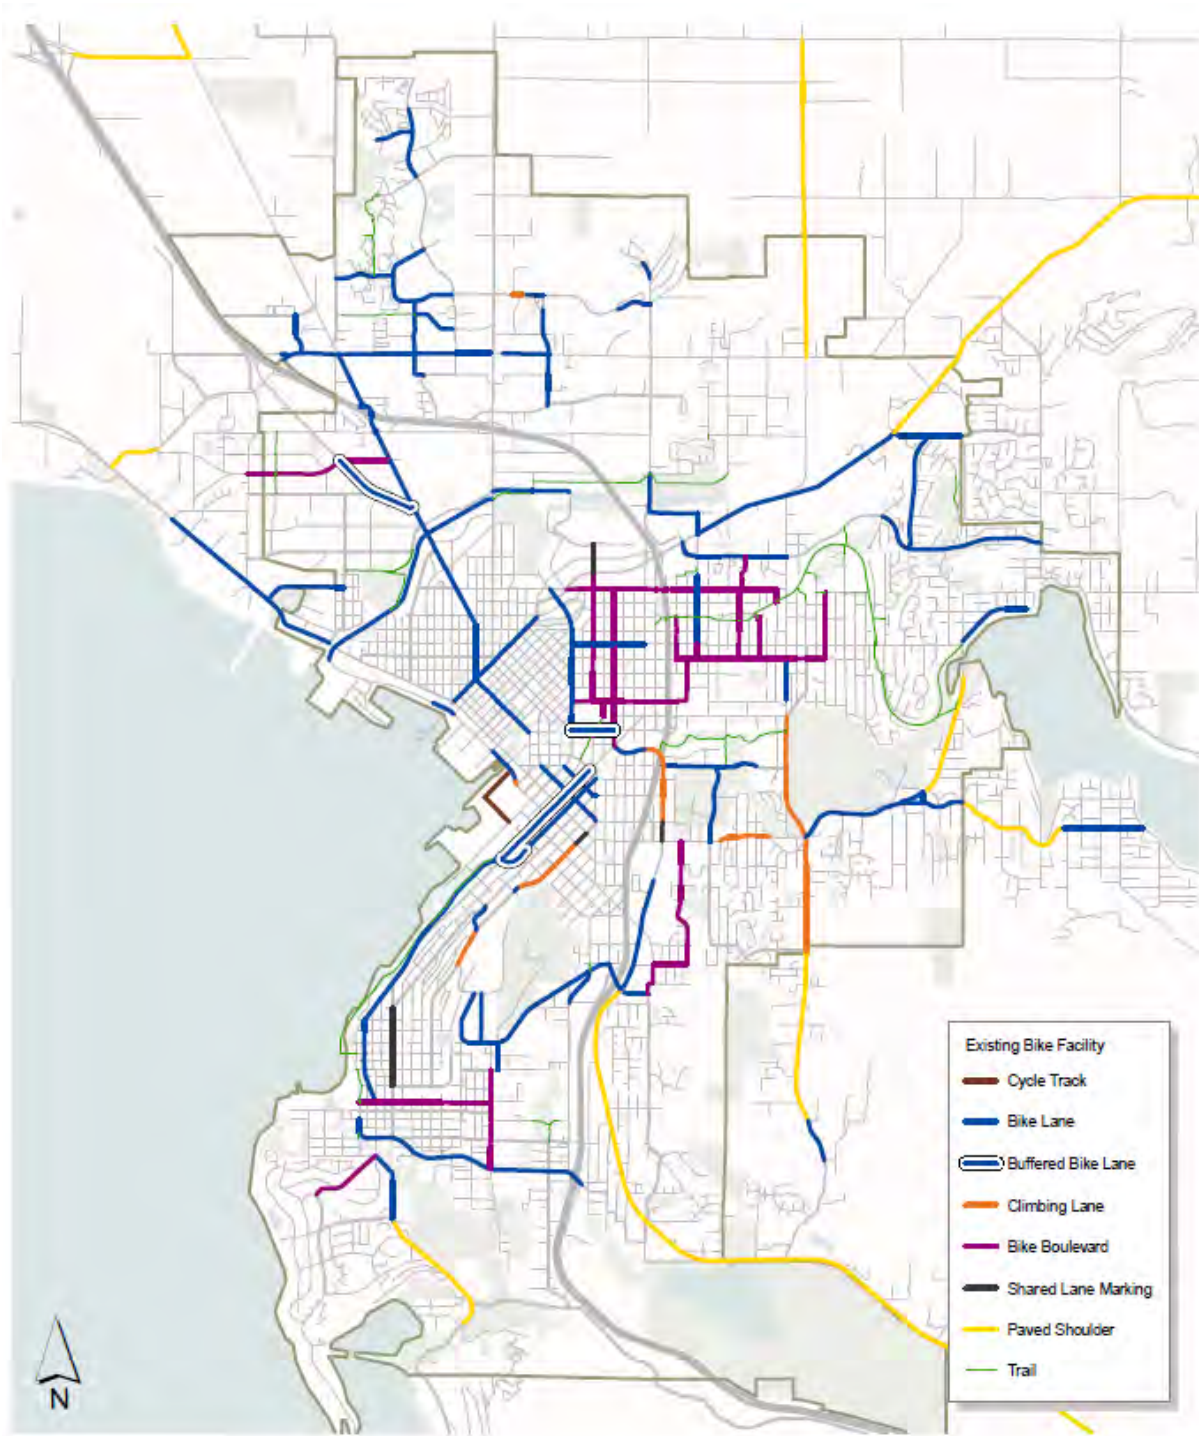 Existing Bike Facility
Cycle Track
Bike Lane
Buffered Bike Lane
Climbing Lane
Bike Boulevard
Shared Lane Marking
Paved Shoulder
Trail
N